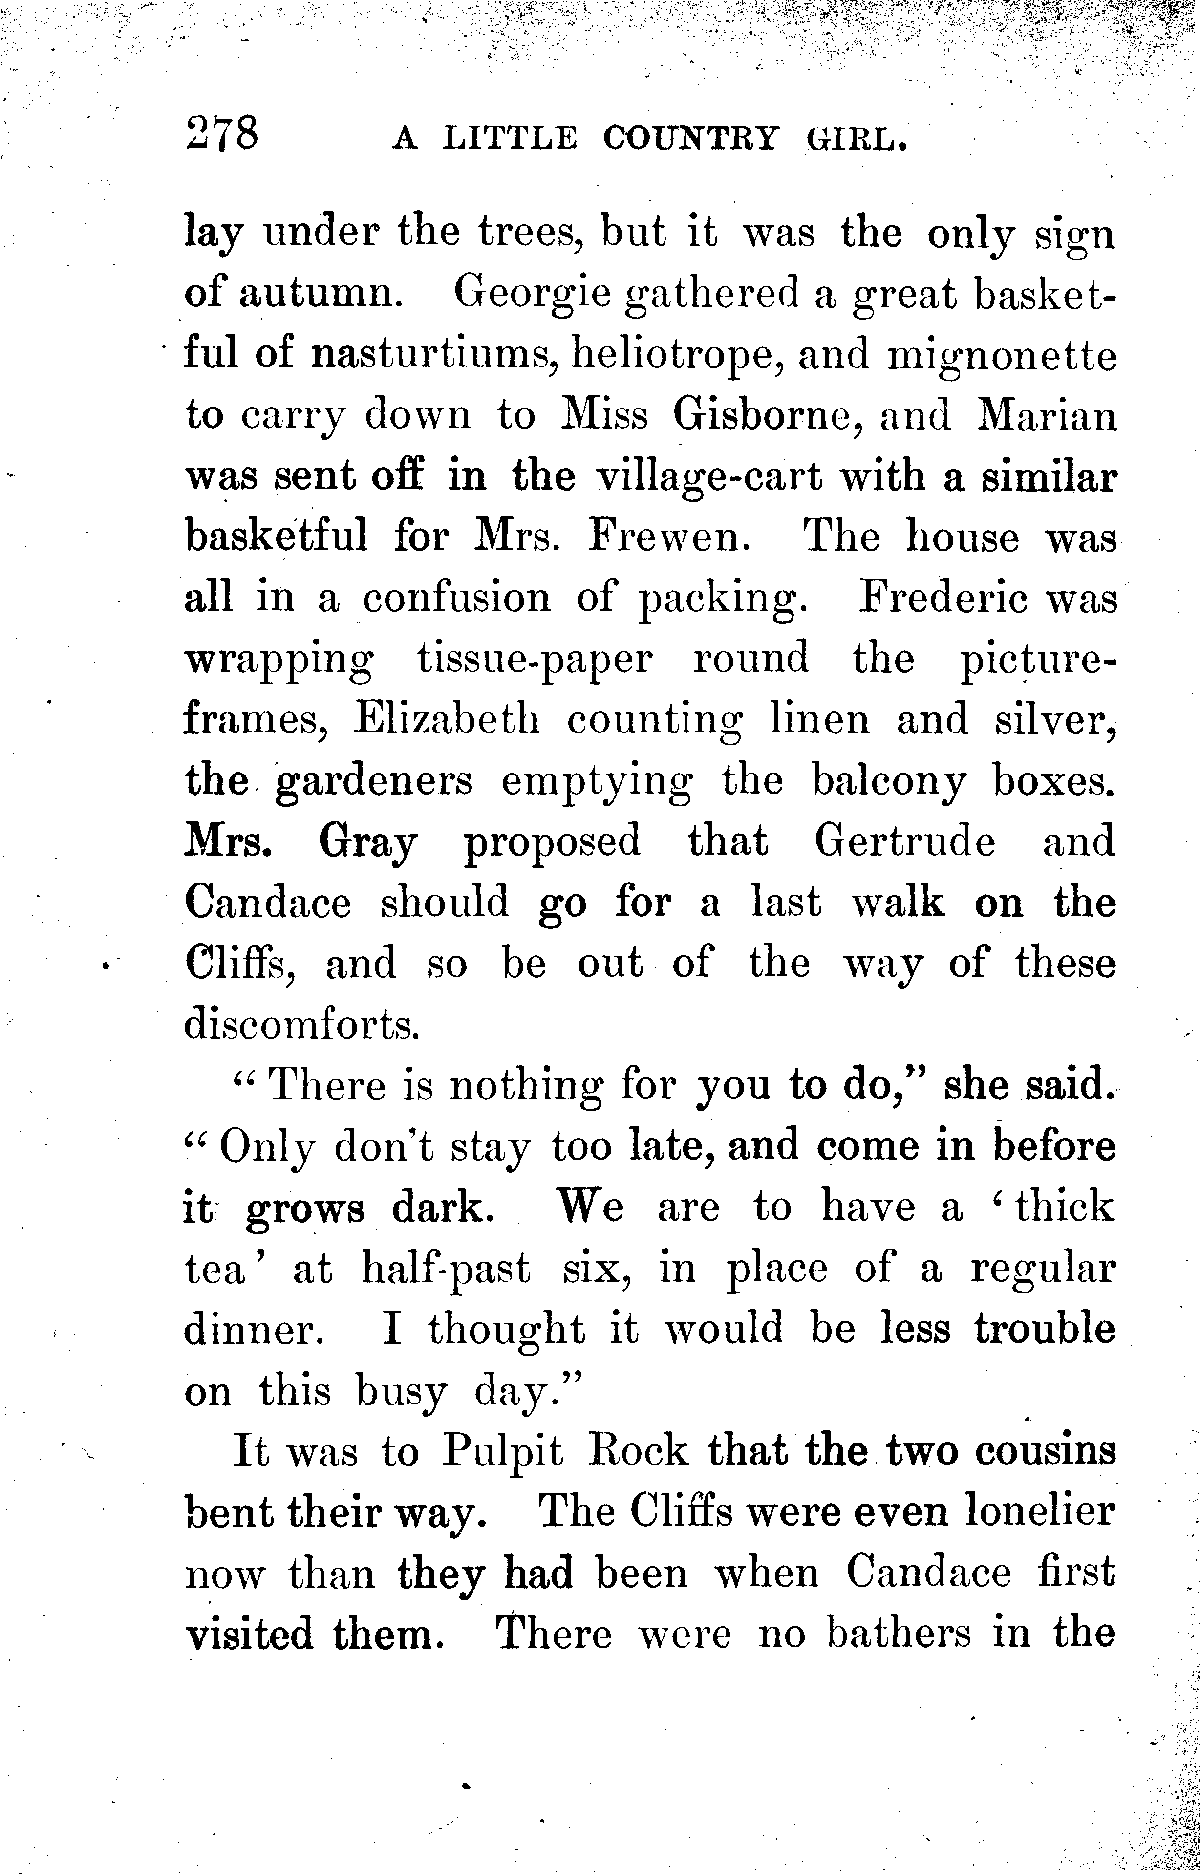 278 A LITTLE COUNTRY GIRL.
lay under the trees, but it was the only sign
of autumn. Georgie gathered a great basket-
ful of nasturtiums, heliotrope, and mignonette
to carry down to Miss Gisborne, and Marian
was sent off in the village-cart with a similar
basketful for Mrs. Frewen. The house was
all in a confusion of packing. Frederic was
wrapping tissue-paper round the picture-
frames, Elizabeth counting linen and silver,
the gardeners emptying the balcony boxes.
Mrs. Gray proposed that Gertrude and
Candace should go for a last walk on the
Cliffs, and so be out of the way of these
discomforts.
“There is nothing for you to do,” she said.
“Only don't stay too late, and come in before
it grows dark. We are to have a ‘thick
tea’ at half-past six, in place of a regular
dinner. I thought it would be less trouble
on this busy day.”
It was to Pulpit Rock that the two cousins
bent their way. The Cliffs were even lonelier
now than they had been when Candace first
visited them. There were no bathers in the